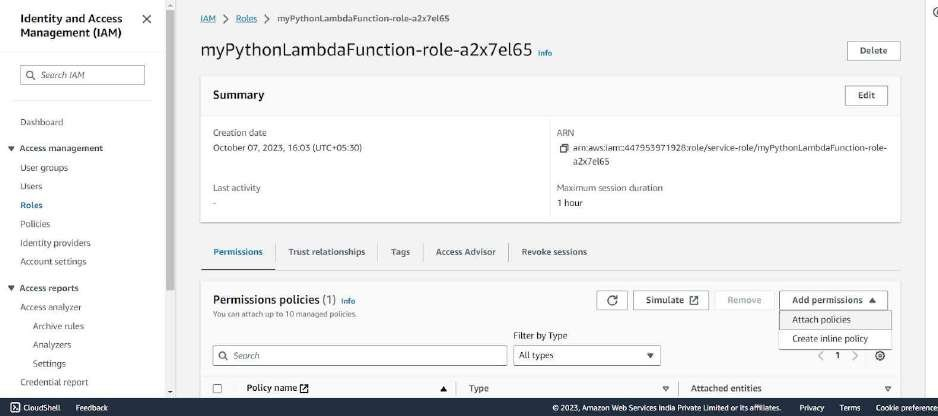 Identity and Access
Management (IAM)
Search IAM
Dashboard
Access management
User groups
Users
Roles
Policies
Identity providers
Account settings
Access reports
Access analyzer
Archive rules
Analyzers
Settings
Credential report
IAM > Roles > myPythonLambdaFunction-role-a2x7el65
myPythonLambdaFunction-role-a2x7el65 Info
Delete
Summary
Edit
Creation date
October 07, 2023, 16:03 (UTC+05:30)
ARN
arn:aws:iam::447953971928:role/service-role/myPythonLambdaFunction-role-
a2x7el65
Last activity
-
Maximum session duration
1 hour
Permissions
Trust relationships
Tags
Access Advisor
Revoke sessions
Permissions policies (1) Info
You can attach up to 10 managed policies.
Simulate
Remove
Add permissions
Attach policies
Create inline policy
Filter by Type
Search
All types
1
Policy name
Type
Attached entities
CloudShell
Feedback
© 2023, Amazon Web Services India Private Limited or its affiliates.
Privacy
Terms
Cookie preference